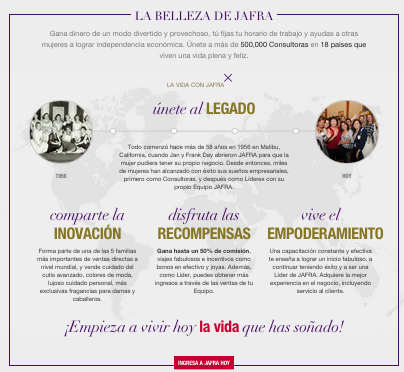 LA BELLEZA DE JAFRA
Gana dinero de un modo divertido y provechoso, tú fijas tu horario de trabajo y ayudas a otras
mujeres a lograr independencia económica. Únete a más de 500,000 Consultoras en 18 países que
viven una vida plena y feliz.
LA VIDA CON JAFRA
únete al LEGADO
Todo comenzó hace más de 58 años en 1956 en Malibu,
California, cuando Jan y Frank Day abrieron JAFRA para que la
mujer pudiera tener su propio negocio. Desde entonces, miles
de mujeres han alcanzado con éxito sus sueños empresariales,
primero como Consultoras, y después como Líderes con su
propio Equipo JAFRA.
1956
HOY
comparte la
INOVACIÓN
Forma parte de una de las 5 familias
más importantes de ventas directas a
nivel mundial, y vende cuidado del
cutis avanzado, colores de moda,
lujoso cuidado personal, más
exclusivas fragancias para damas y
caballeros.
disfruta las
RECOMPENSAS
Gana hasta un 50% de comisión,
viajes fabulosos e incentivos como
bonos en efectivo y joyas. Además,
como Líder, puedes obtener más
ingresos a través de las ventas de tu
Equipo.
vive el
EMPODERAMIENTO
Una capacitación constante y efectiva
te enseña a lograr un inicio fabuloso, a
continuar teniendo éxito y a ser una
Líder de JAFRA. Adquiere la mejor
experiencia en el negocio, incluyendo
servicio al cliente.
¡Empieza a vivir hoy la vida que has soñado!
INGRESA A JAFRA HOY